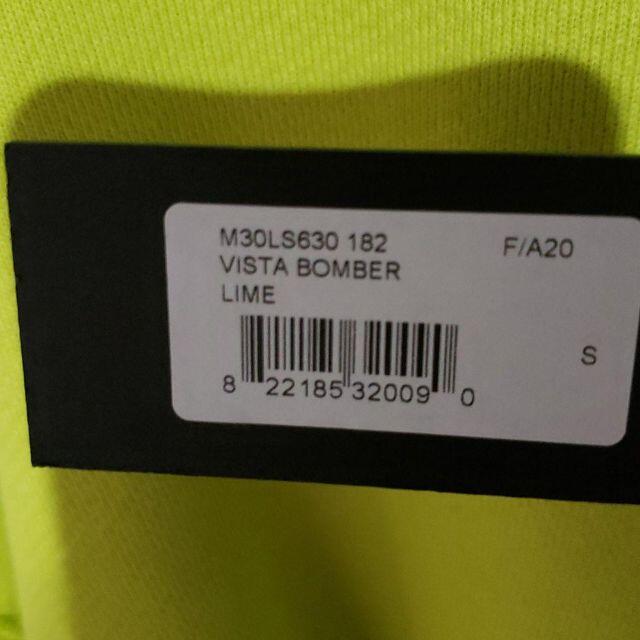 M30LS630 182 F/A20
VISTA BOMBER
LIME
S
8 22185 32009 0